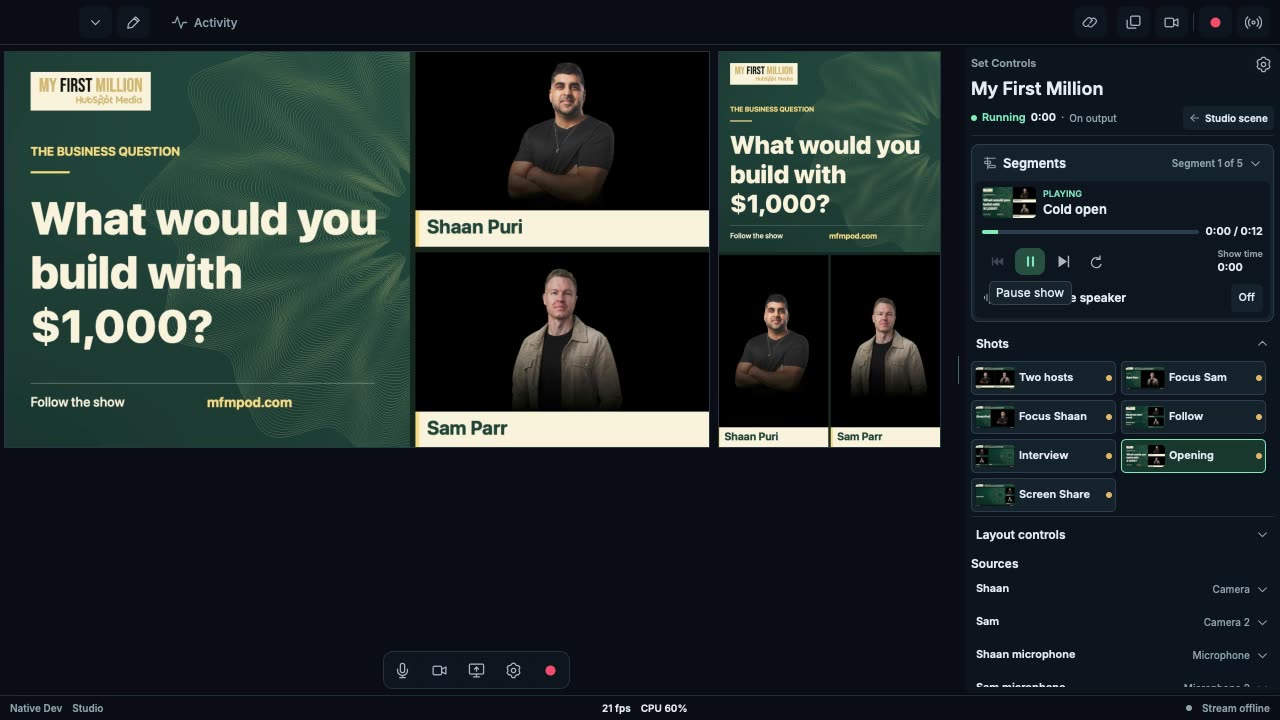 Activity
MY FIRST MILLION
HubSpot Media
THE BUSINESS QUESTION
What would you
build with
$1,000?
Follow the show
mfmpod.com
Shaan Puri
Sam Parr
MY FIRST MILLION
HubSpot Media
THE BUSINESS QUESTION
What would you
build with
$1,000?
Follow the show
mfmpod.com
Shaan Puri
Sam Parr
Set Controls
My First Million
Running 0:00 · On output
Studio scene
Segments
Segment 1 of 5
PLAYING
Cold open
0:00 / 0:12
Show time
0:00
Pause show
e speaker
Off
Shots
Two hosts
Focus Sam
Focus Shaan
Follow
Interview
Opening
Screen Share
Layout controls
Sources
Shaan
Camera
Sam
Camera 2
Shaan microphone
Microphone
Sam microphone
Microphone 2
Native Dev
Studio
21 fps
CPU 60%
Stream offline